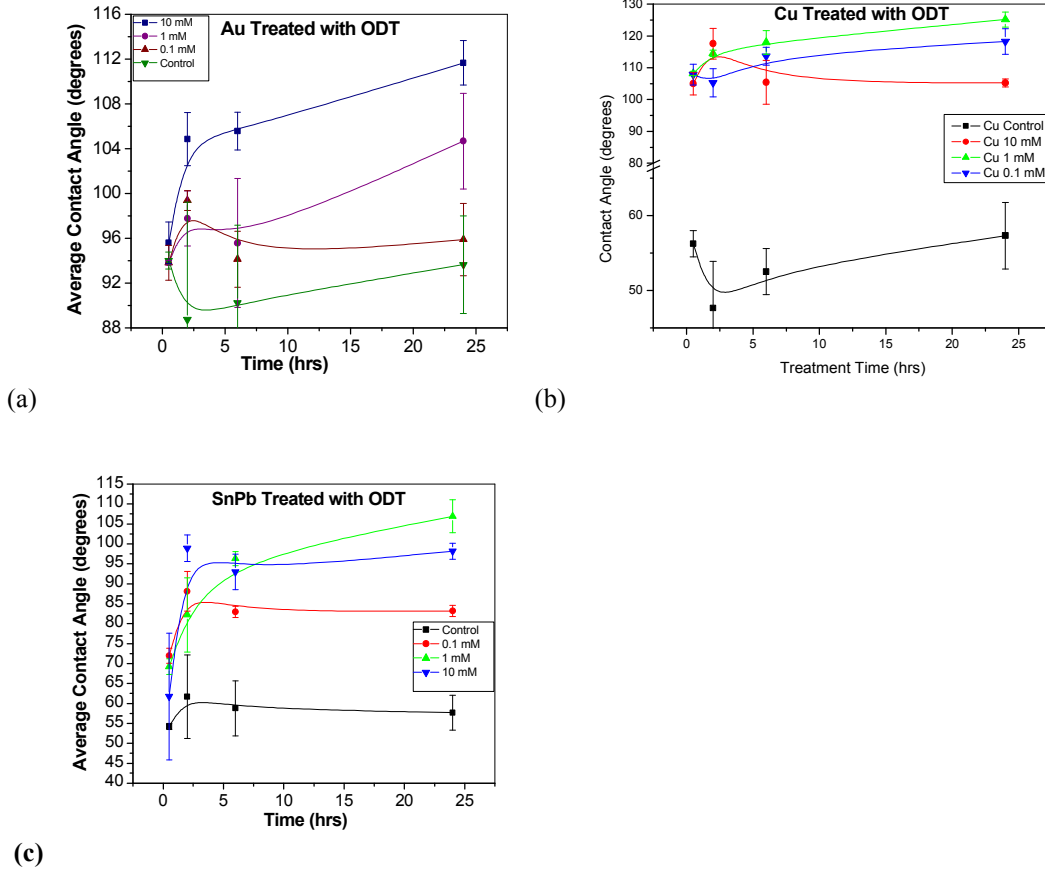 Au Treated with ODT
10 mM
1 mM
0.1 mM
Control
Average Contact Angle (degrees)
116
112
108
104
100
96
92
88
0 5 10 15 20 25
Time (hrs)
(a)
Cu Treated with ODT
Contact Angle (degrees)
130
120
110
100
90
80
60
50
Cu Control
Cu 10 mM
Cu 1 mM
Cu 0.1 mM
0 5 10 15 20 25
Treatment Time (hrs)
(b)
SnPb Treated with ODT
Average Contact Angle (degrees)
115
110
105
100
95
90
85
80
75
70
65
60
55
50
45
40
Control
0.1 mM
1 mM
10 mM
0 5 10 15 20 25
Time (hrs)
(c)